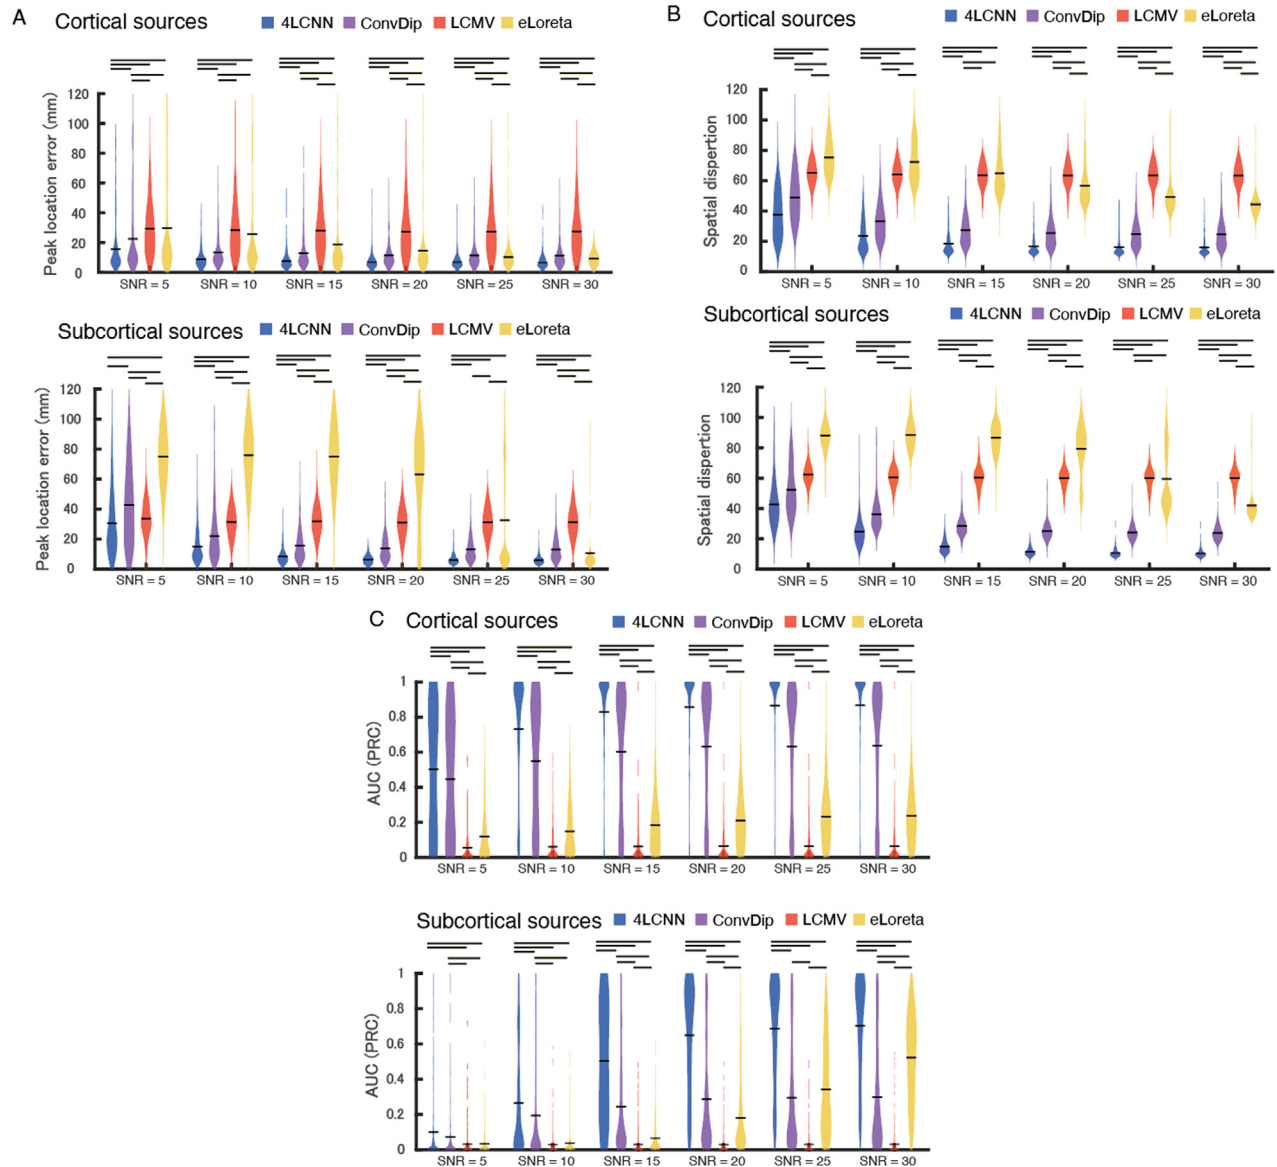 A
Cortical sources
4LCNN ConvDip LCMV eLoreta
Peak location error (mm)
120
100
80
60
40
20
0
SNR = 5 SNR = 10 SNR = 15 SNR = 20 SNR = 25 SNR = 30
Subcortical sources
4LCNN ConvDip LCMV eLoreta
Peak location error (mm)
120
100
80
60
40
20
0
SNR = 5 SNR = 10 SNR = 15 SNR = 20 SNR = 25 SNR = 30
B
Cortical sources
4LCNN ConvDip LCMV eLoreta
Spatial dispertion
120
100
80
60
40
20
0
SNR = 5 SNR = 10 SNR = 15 SNR = 20 SNR = 25 SNR = 30
Subcortical sources
4LCNN ConvDip LCMV eLoreta
Spatial dispertion
120
100
80
60
40
20
0
SNR = 5 SNR = 10 SNR = 15 SNR = 20 SNR = 25 SNR = 30
C
Cortical sources
4LCNN ConvDip LCMV eLoreta
AUC (PRC)
1
0.8
0.6
0.4
0.2
0
SNR = 5 SNR = 10 SNR = 15 SNR = 20 SNR = 25 SNR = 30
Subcortical sources
4LCNN ConvDip LCMV eLoreta
AUC (PRC)
1
0.8
0.6
0.4
0.2
0
SNR = 5 SNR = 10 SNR = 15 SNR = 20 SNR = 25 SNR = 30